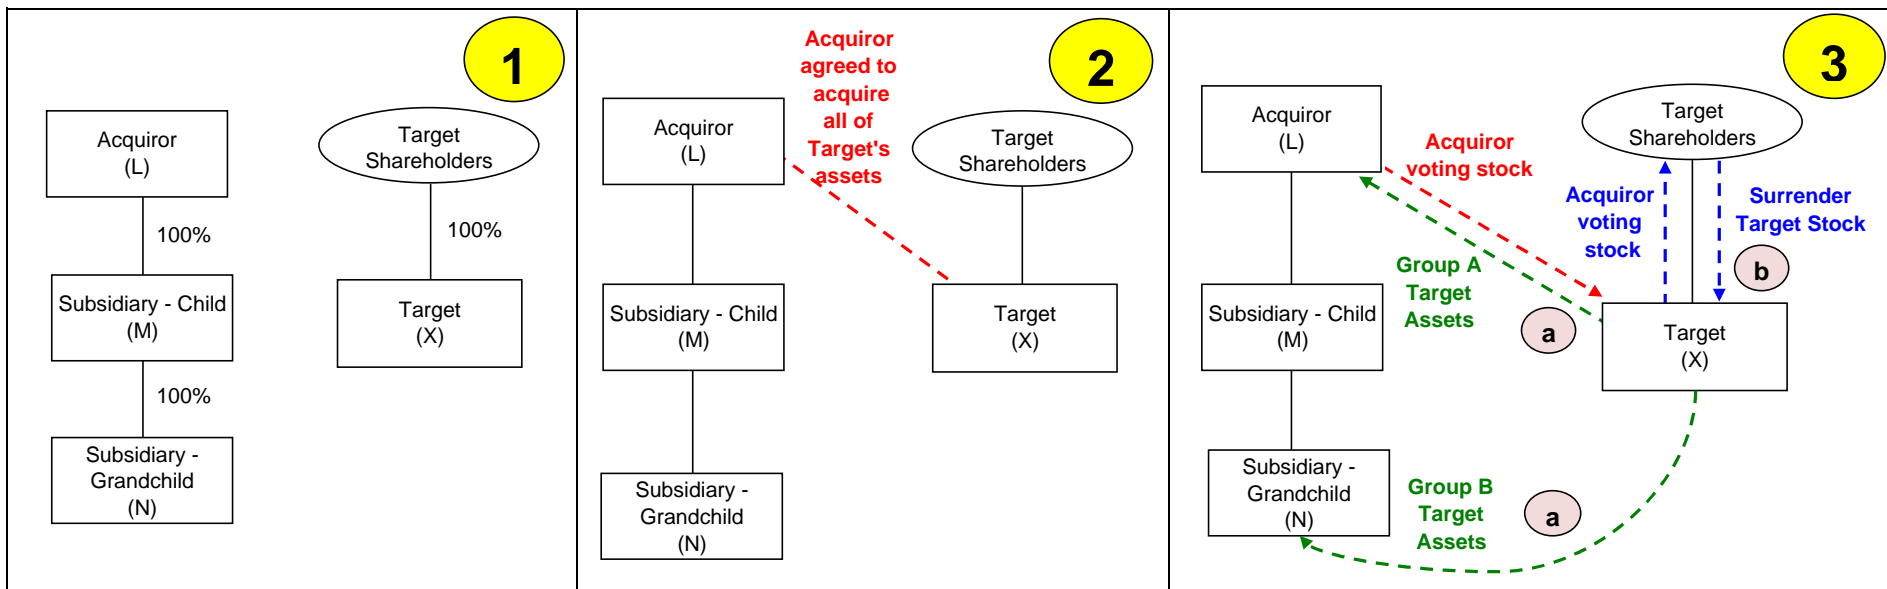 1
Acquiror
(L)
Target
Shareholders
100%
100%
Subsidiary - Child
(M)
Target
(X)
100%
Subsidiary -
Grandchild
(N)
2
Acquiror
agreed to
acquire
all of
Target's
assets
Acquiror
(L)
Target
Shareholders
Subsidiary - Child
(M)
Target
(X)
Subsidiary -
Grandchild
(N)
3
Acquiror
(L)
Target
Shareholders
Acquiror
voting stock
Acquiror
voting
stock
Surrender
Target Stock
b
Group A
Target
Assets
a
Subsidiary - Child
(M)
Target
(X)
Subsidiary -
Grandchild
(N)
Group B
Target
Assets
a